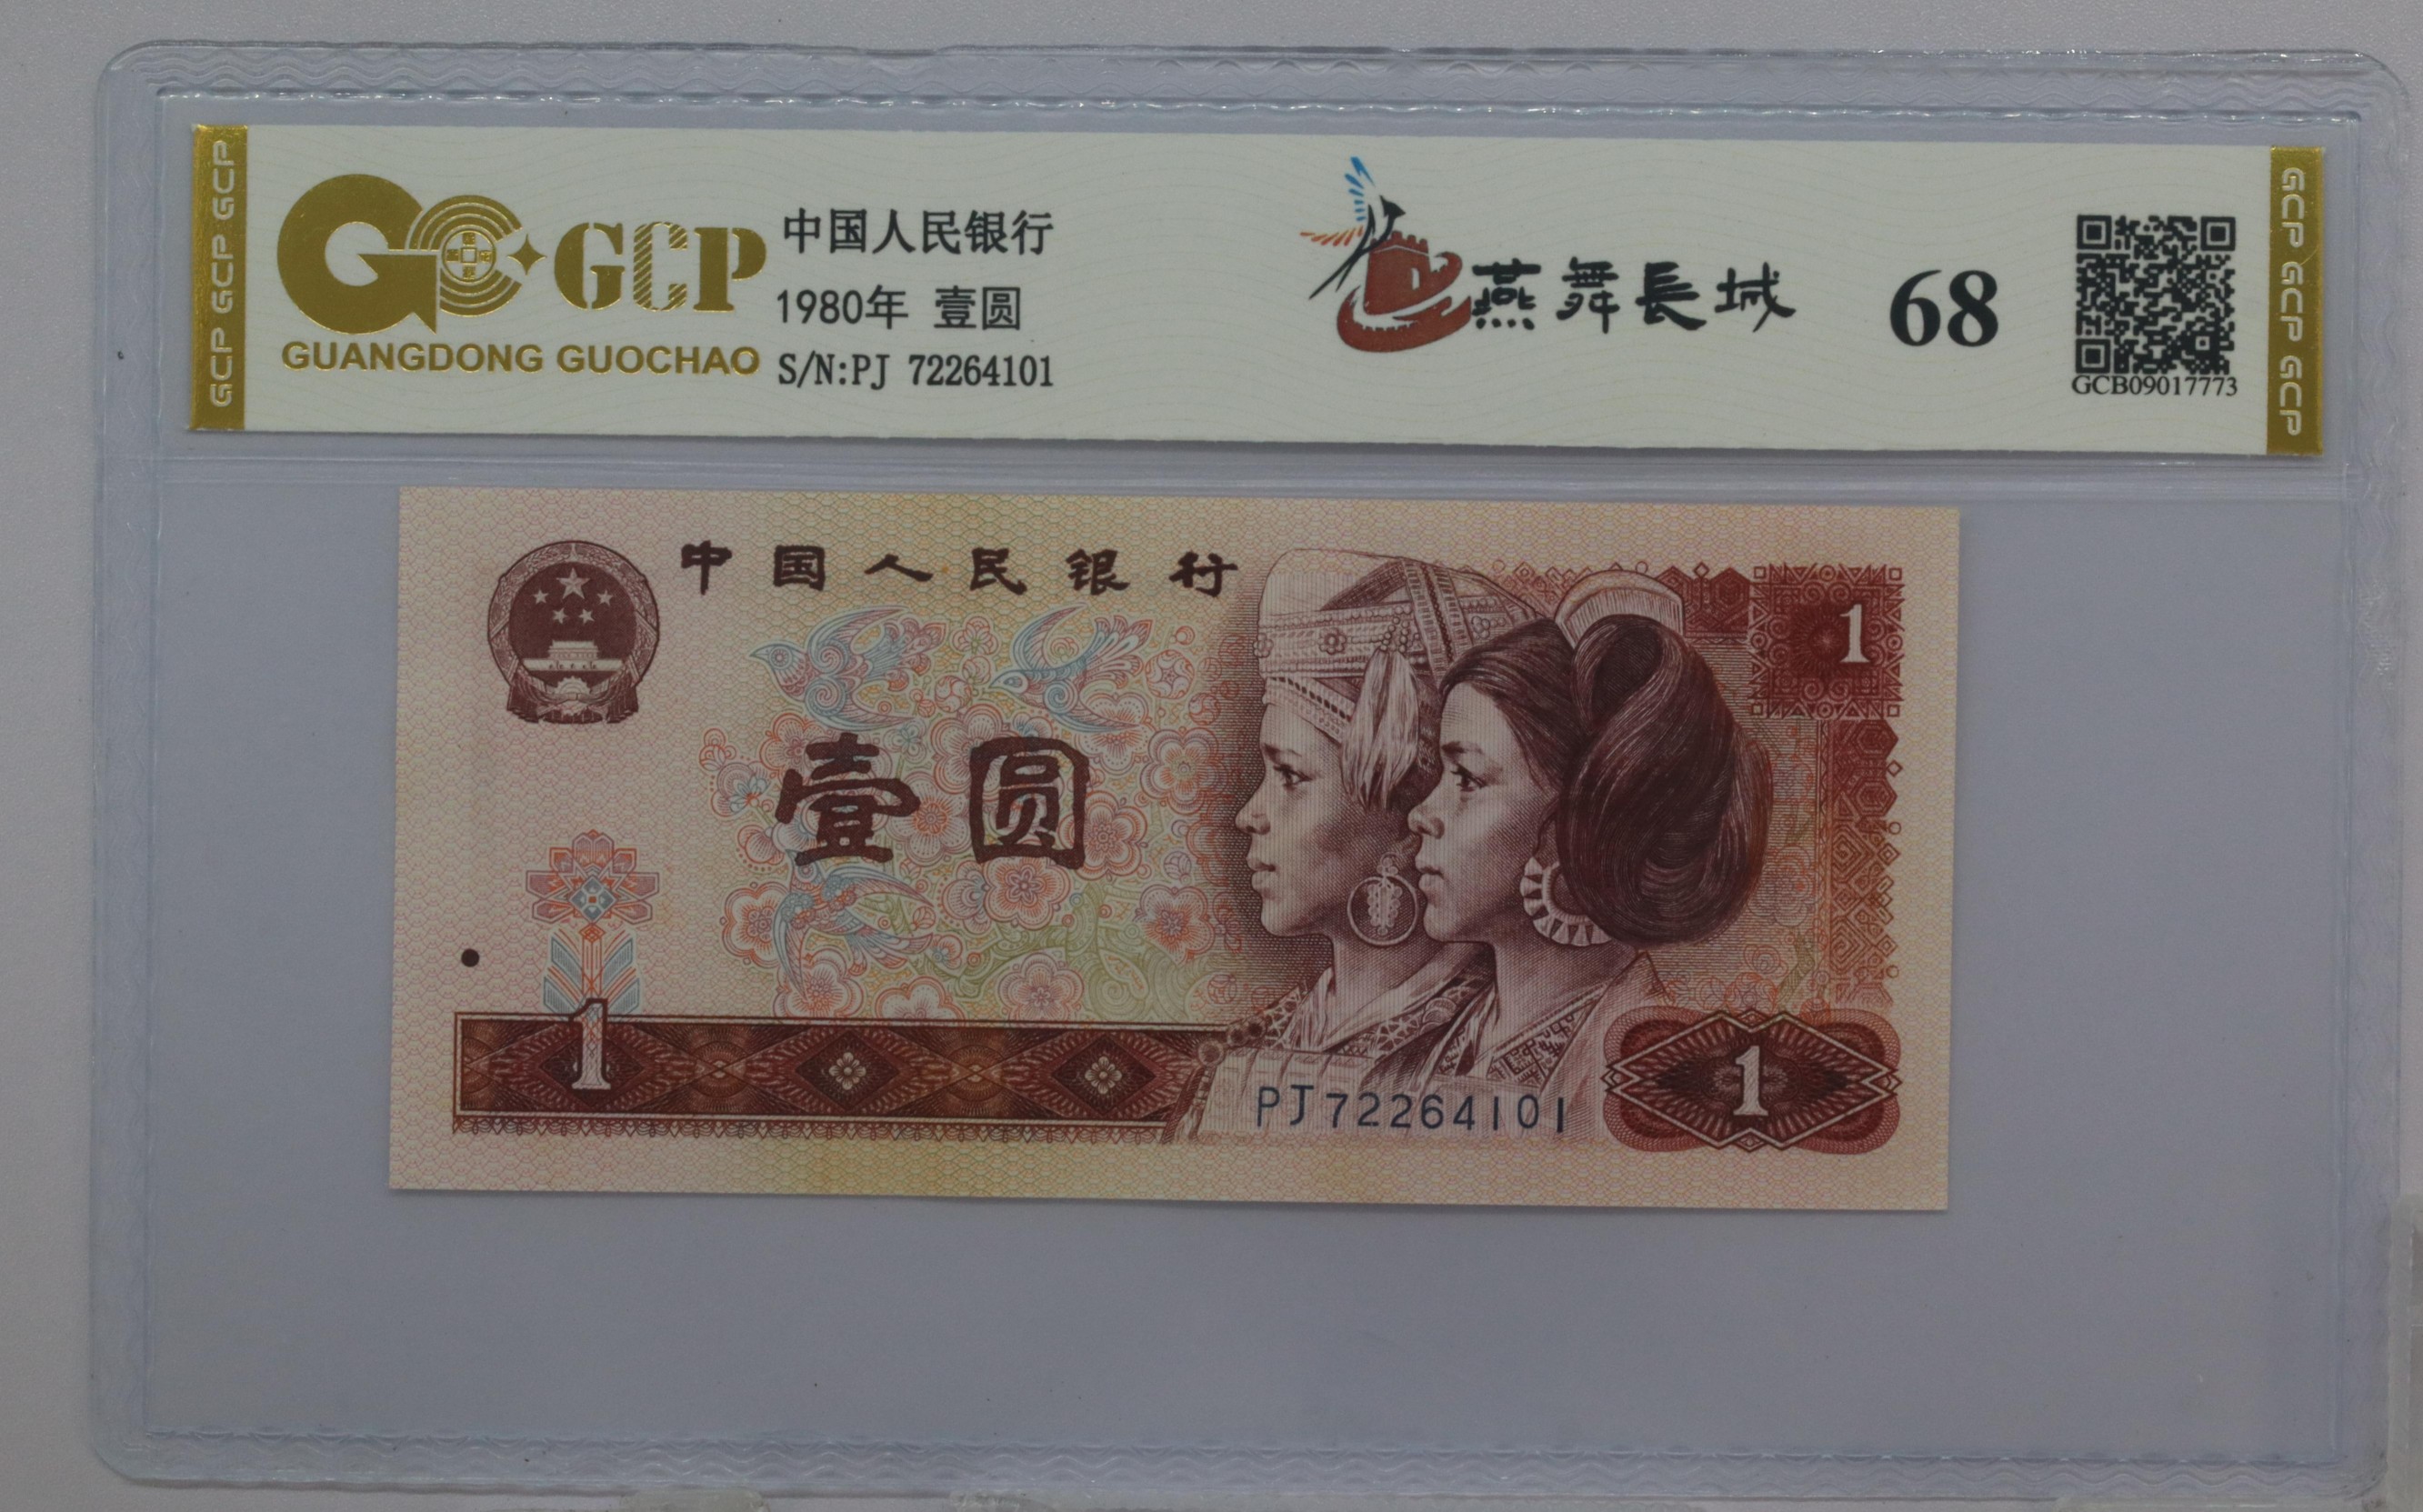 GCP GCP GCP
GCP
GUANGDONG GUOCHAO
中国人民银行
1980年 壹圆
S/N:PJ 72264101
燕舞長城
68
GCB09017773
GCP GCP GCP
中国人民银行
1
壹圆
1
1
PJ72264101